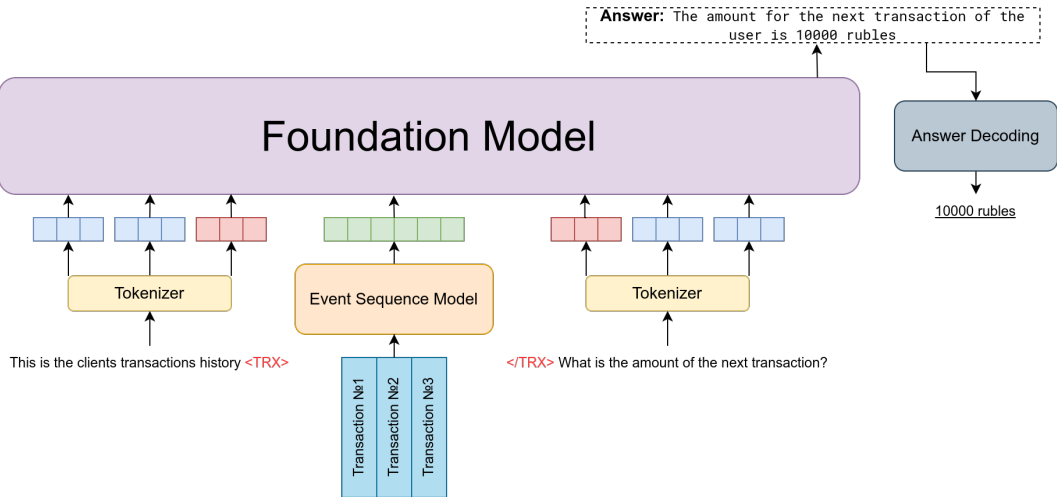 Answer: The amount for the next transaction of the
user is 10000 rubles
Foundation Model
Answer Decoding
10000 rubles
Tokenizer
Event Sequence Model
Tokenizer
This is the clients transactions history <TRX>
</TRX> What is the amount of the next transaction?
Transaction №1
Transaction №2
Transaction №3